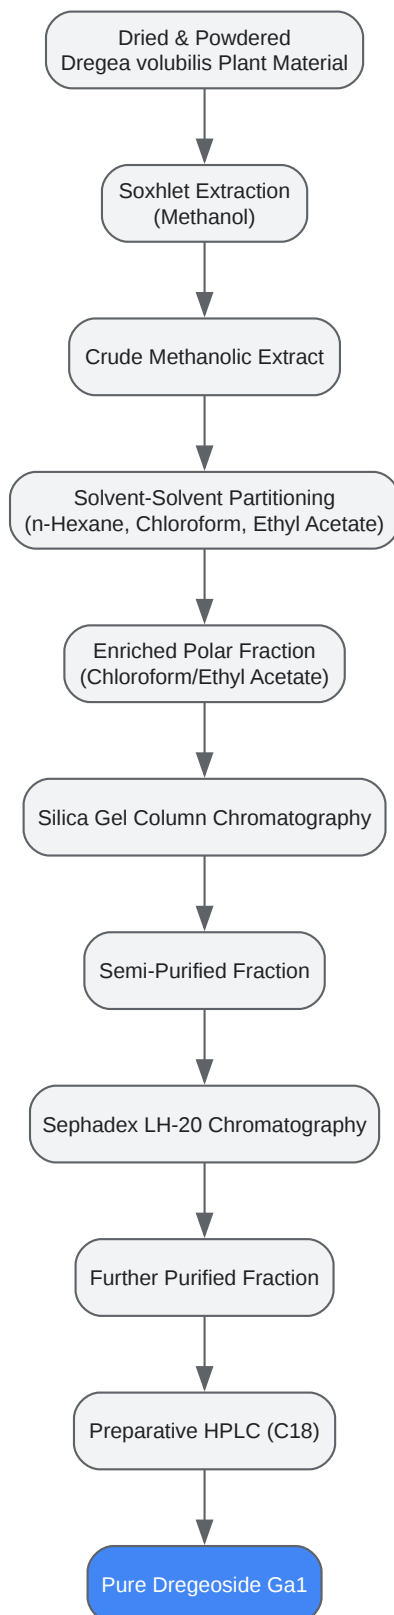 Dried & Powdered
Dregea volubilis Plant Material
Soxhlet Extraction
(Methanol)
Crude Methanolic Extract
Solvent-Solvent Partitioning
(n-Hexane, Chloroform, Ethyl Acetate)
Enriched Polar Fraction
(Chloroform/Ethyl Acetate)
Silica Gel Column Chromatography
Semi-Purified Fraction
Sephadex LH-20 Chromatography
Further Purified Fraction
Preparative HPLC (C18)
Pure Dregeoside Ga1